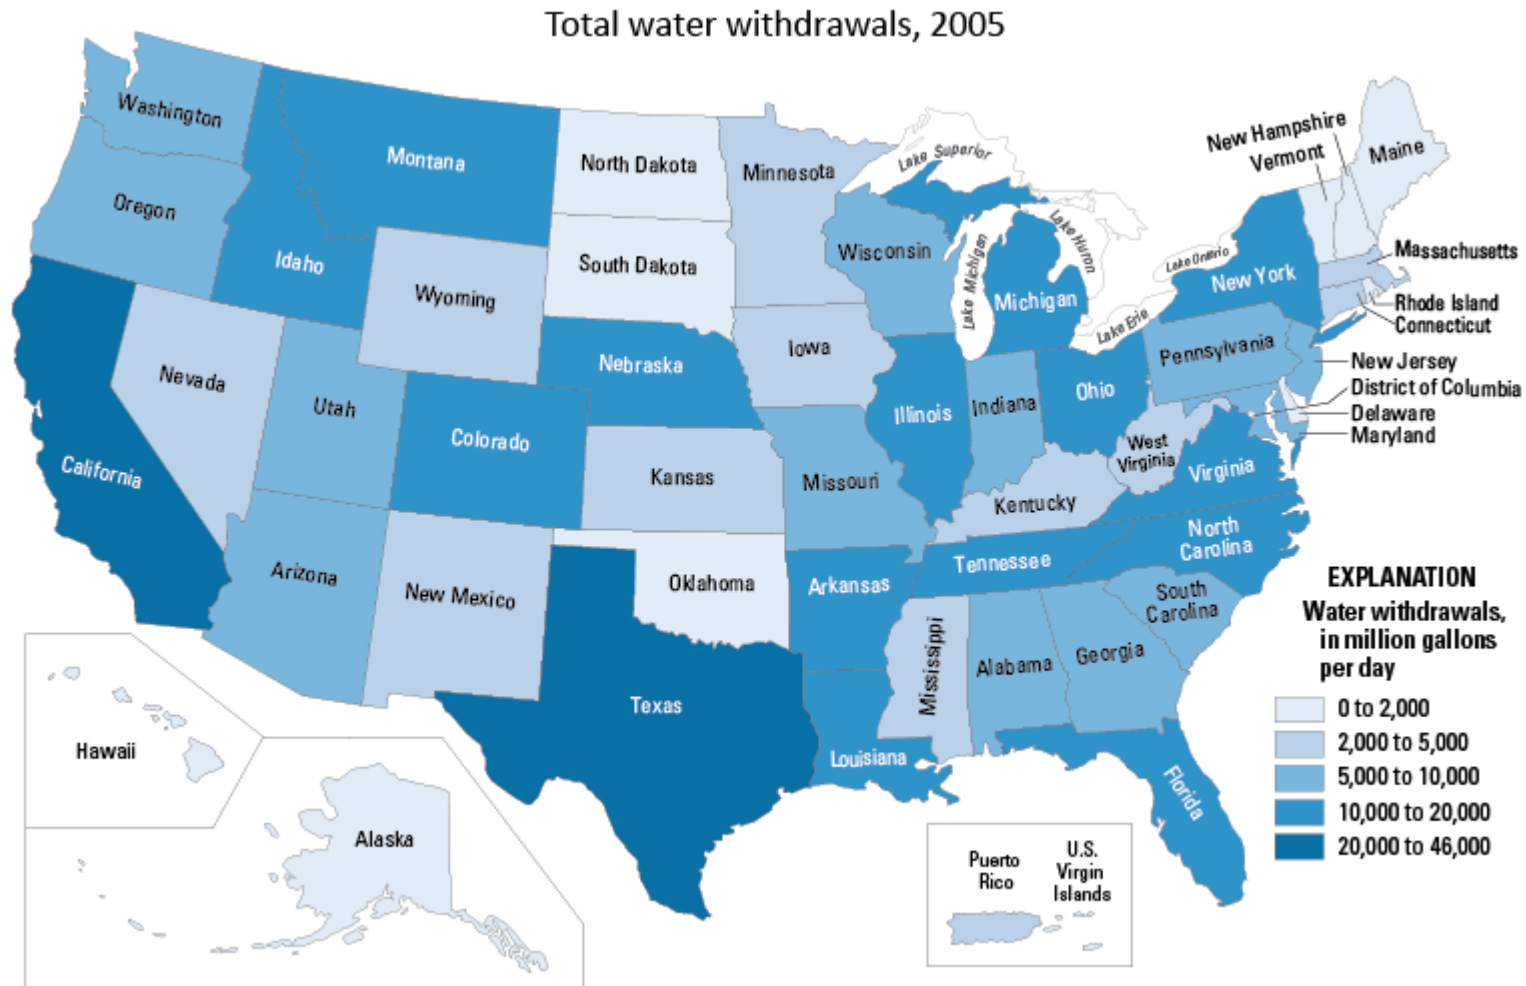 Total water withdrawals, 2005
Washington
Oregon
California
Nevada
Idaho
Montana
Wyoming
Utah
Arizona
Colorado
New Mexico
North Dakota
South Dakota
Nebraska
Kansas
Oklahoma
Texas
Minnesota
Iowa
Missouri
Arkansas
Louisiana
Wisconsin
Illinois
Michigan
Indiana
Ohio
Kentucky
Tennessee
Mississippi
Alabama
Georgia
Florida
South
Carolina
North
Carolina
Virginia
West
Virginia
Pennsylvania
New York
Lake Superior
Lake Michigan
Lake Huron
Lake Erie
Lake Ontario
New Hampshire
Vermont
Maine
Massachusetts
Rhode Island
Connecticut
New Jersey
District of Columbia
Delaware
Maryland
Hawaii
Alaska
Puerto
Rico
U.S.
Virgin
Islands
EXPLANATION
Water withdrawals,
in million gallons
per day
0 to 2,000
2,000 to 5,000
5,000 to 10,000
10,000 to 20,000
20,000 to 46,000